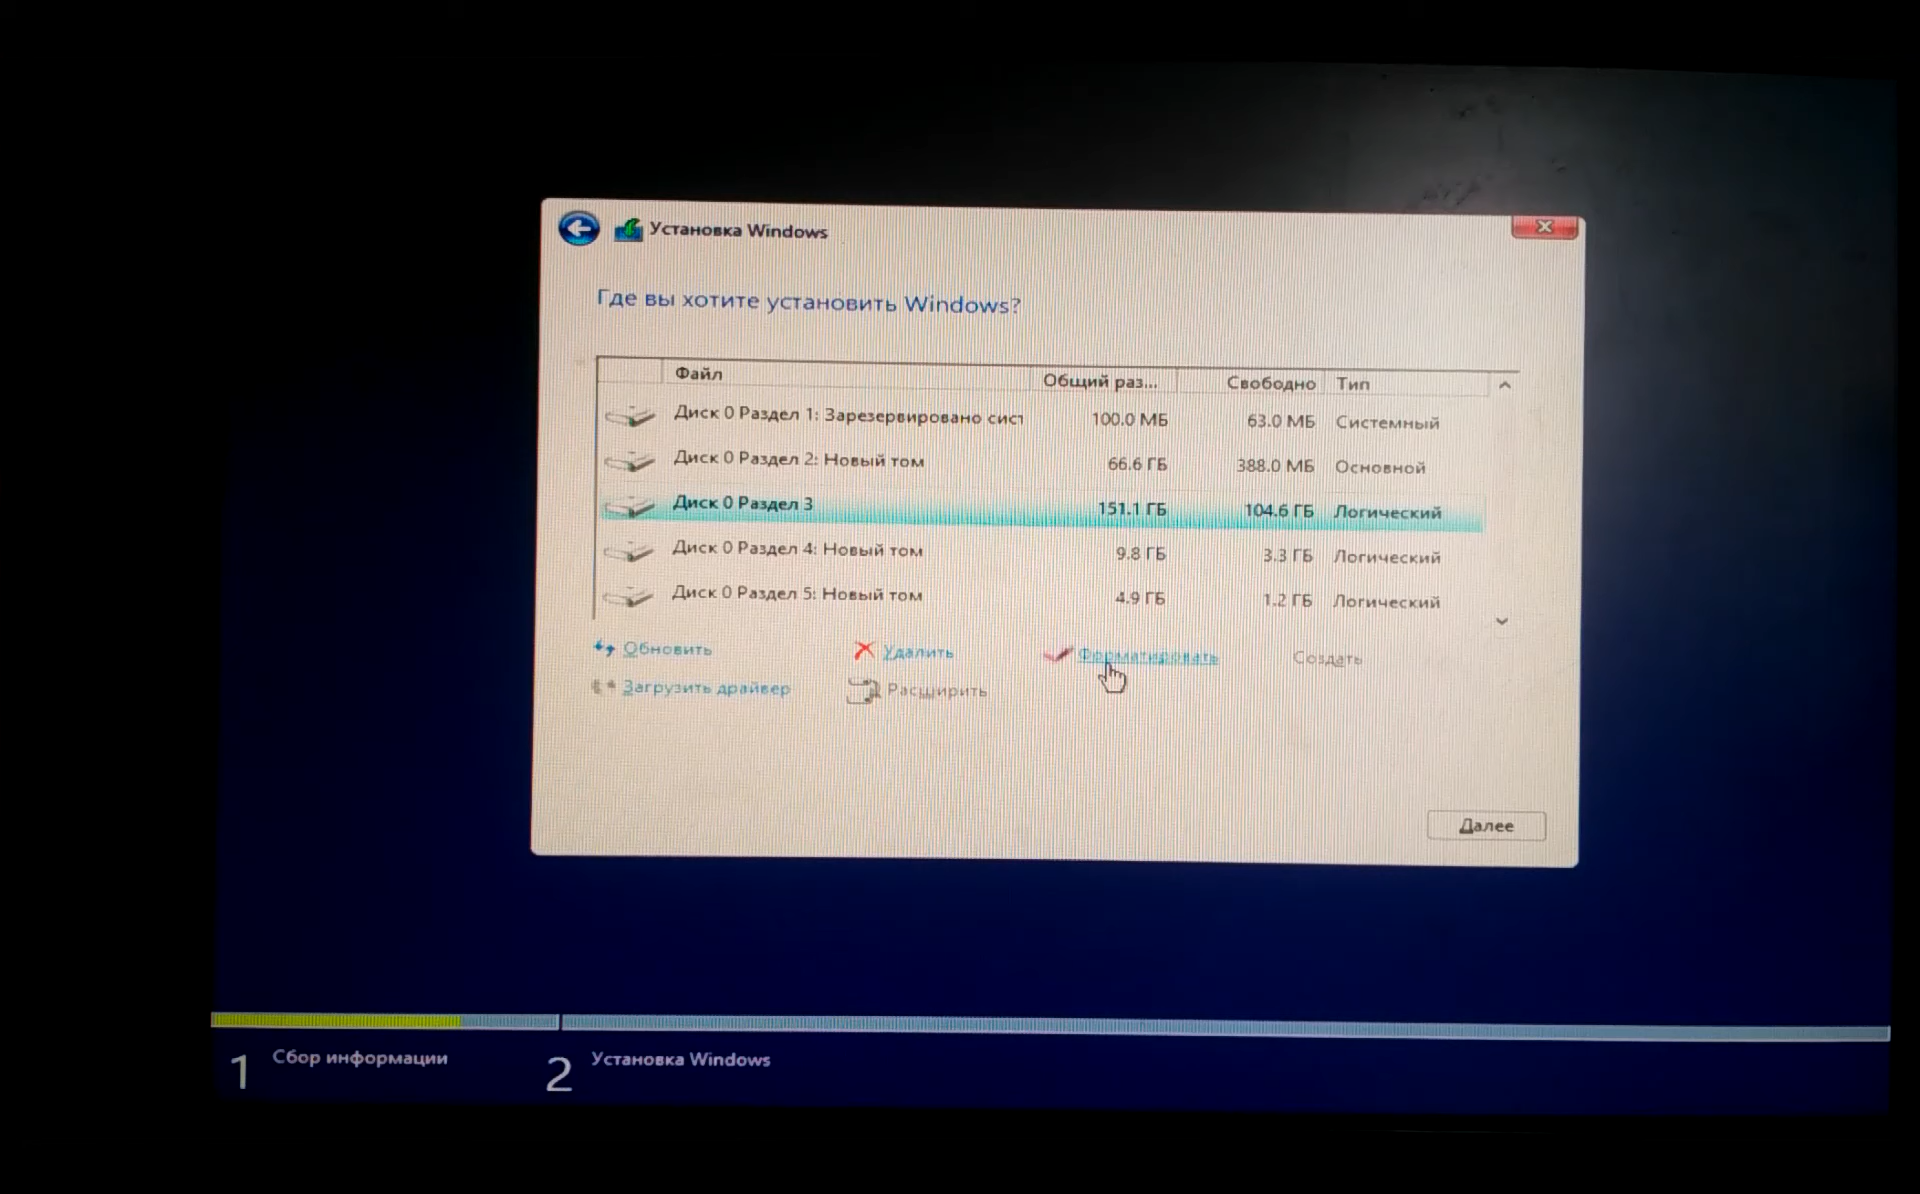 Установка Windows
Где вы хотите установить Windows?
Файл Общий раз... Свободно Тип
Диск 0 Раздел 1: Зарезервировано сист 100.0 МБ 63.0 МБ Системный
Диск 0 Раздел 2: Новый том 66.6 ГБ 388.0 МБ Основной
Диск 0 Раздел 3 151.1 ГБ 104.6 ГБ Логический
Диск 0 Раздел 4: Новый том 9.8 ГБ 3.3 ГБ Логический
Диск 0 Раздел 5: Новый том 4.9 ГБ 1.2 ГБ Логический
Обновить Удалить Форматировать Создать
Загрузить драйвер Расширить
Далее
1 Сбор информации 2 Установка Windows